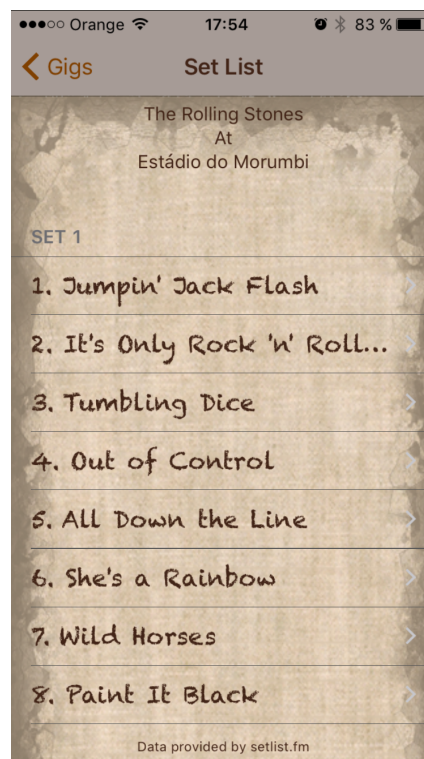 Orange 17:54 83 %
Gigs Set List
The Rolling Stones
At
Estádio do Morumbi
SET 1
1. Jumpin' Jack Flash
2. It's Only Rock 'n' Roll...
3. Tumbling Dice
4. Out of Control
5. All Down the Line
6. She's a Rainbow
7. Wild Horses
8. Paint It Black
Data provided by setlist.fm